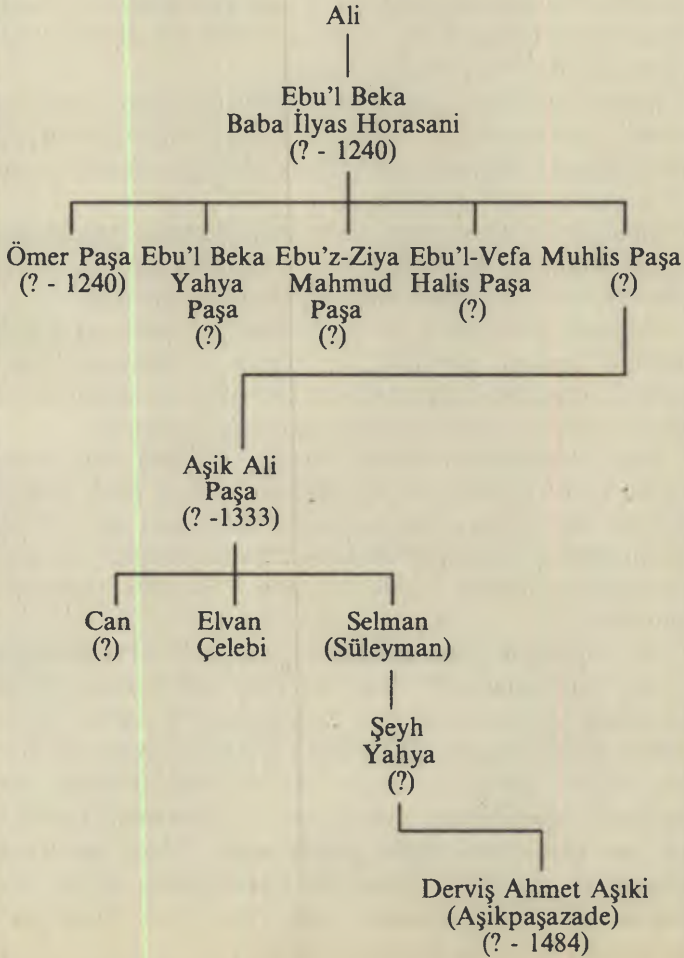 Ali
Ebu'l Beka
Baba İlyas Horasani
(? - 1240)
Ömer Paşa Ebu'l Beka Ebu'z-Ziya Ebu'l-Vefa Muhlis Paşa
(? - 1240) Yahya Mahmud Halis Paşa (?)
Paşa Paşa (?)
(?) (?)
Aşik Ali
Paşa
(? -1333)
Can Elvan Selman
(?) Çelebi (Süleyman)
Şeyh
Yahya
(?)
Derviş Ahmet Aşıki
(Aşikpaşazade)
(? - 1484)